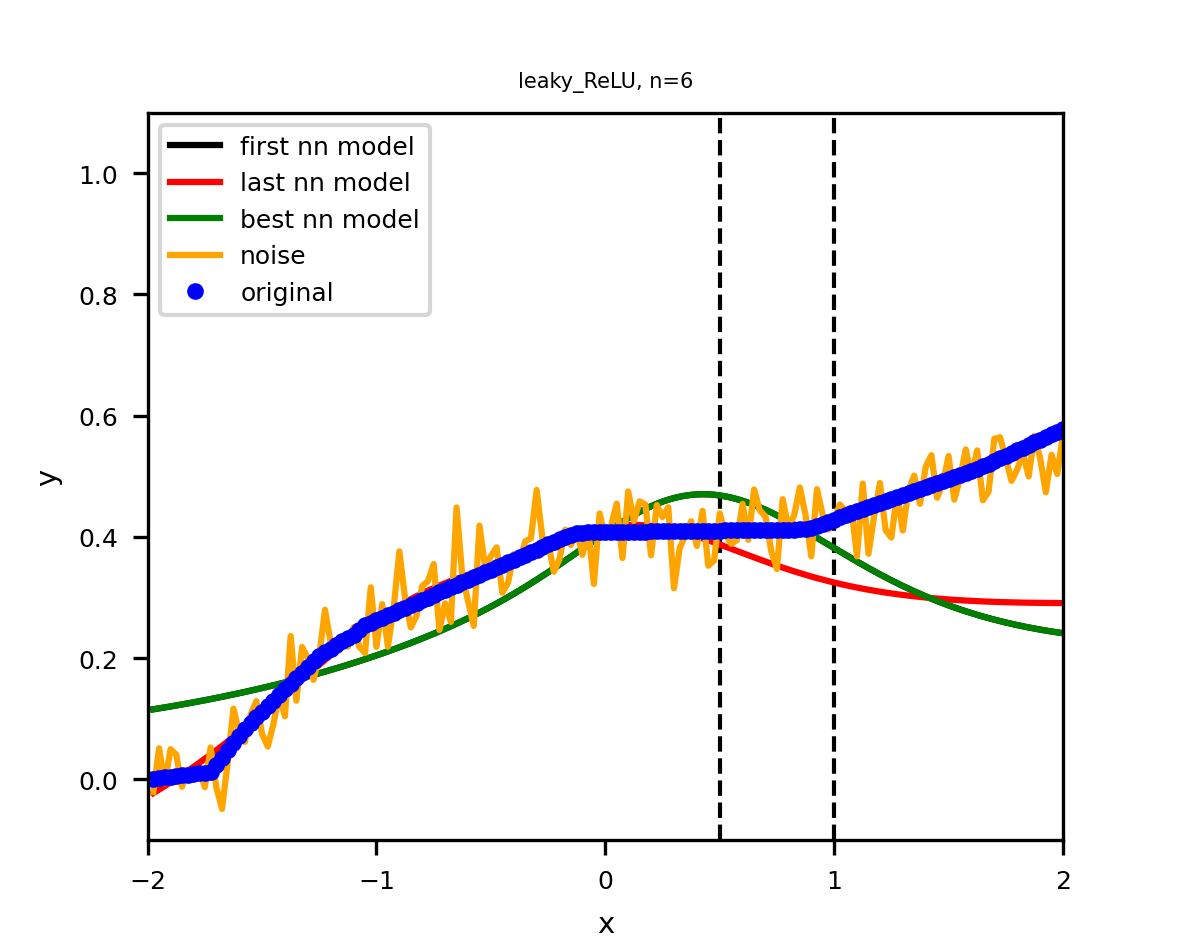 leaky_ReLU, n=6
first nn model
last nn model
best nn model
noise
original
1.0
0.8
0.6
0.4
0.2
0.0
y
−2 −1 0 1 2
x